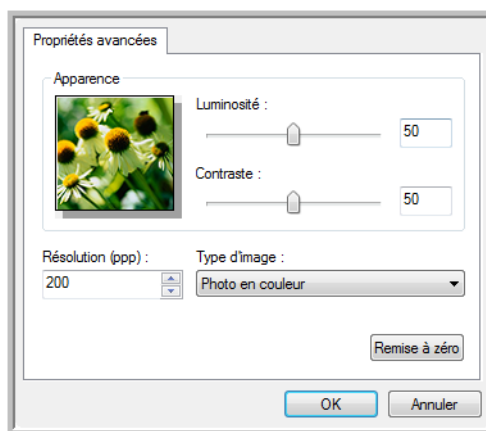 Propriétés avancées
Apparence
Luminosité :
50
Contraste :
50
Résolution (ppp) :
Type d'image :
200
Photo en couleur
Remise à zéro
OK
Annuler